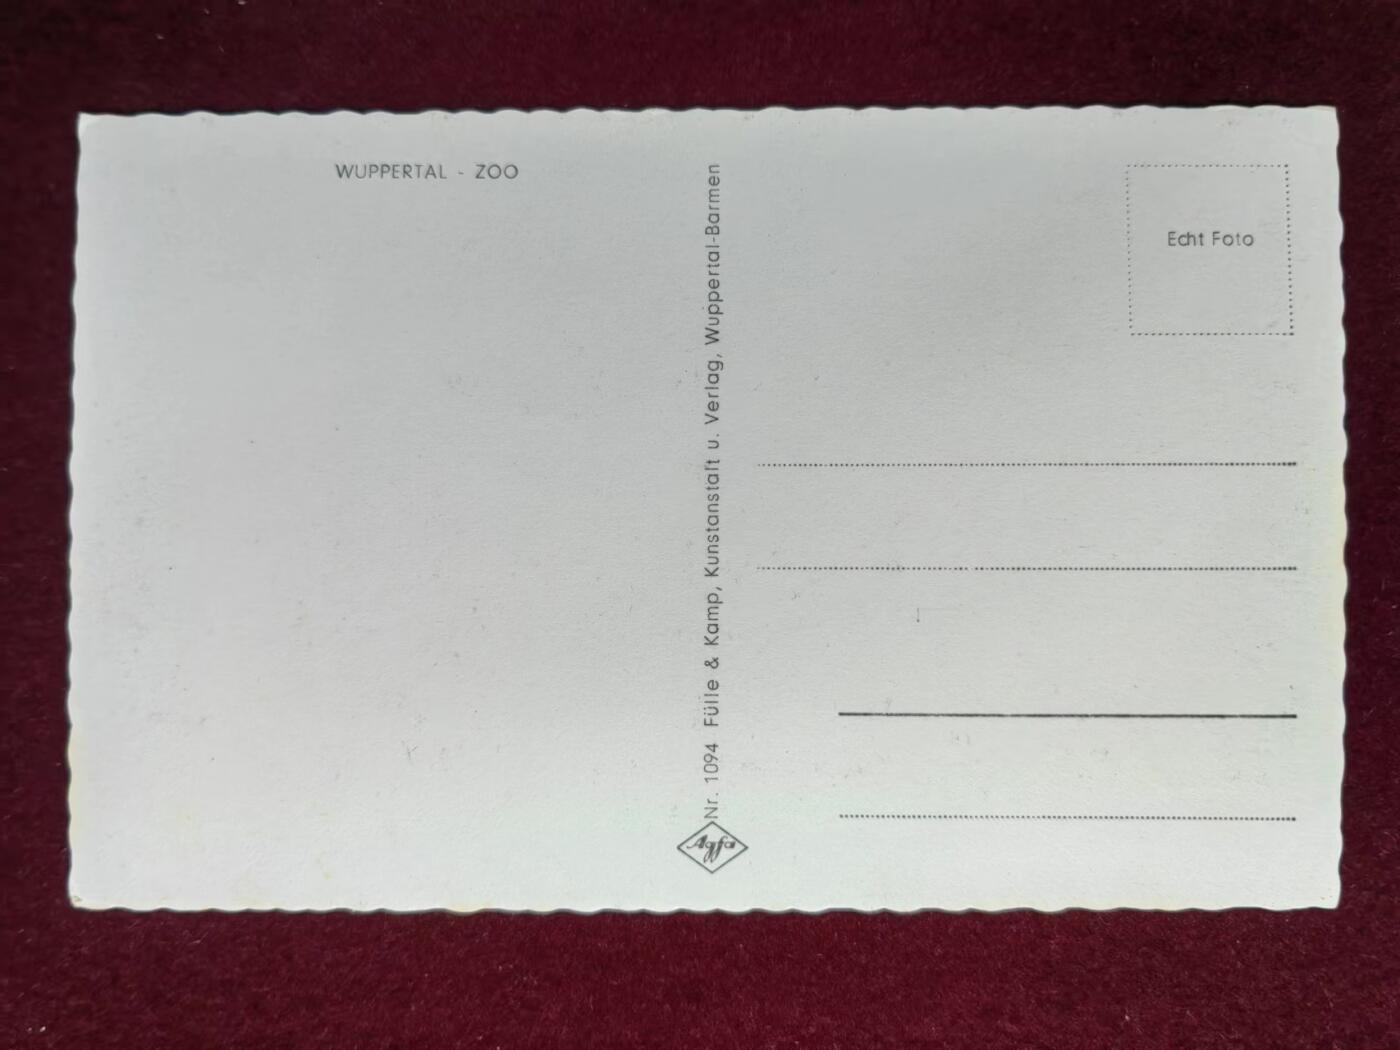 WUPPERTAL - ZOO
Echt Foto
Nr. 1094 Fülle & Kamp, Kunstanstalt u. Verlag, Wuppertal-Barmen
Agfa